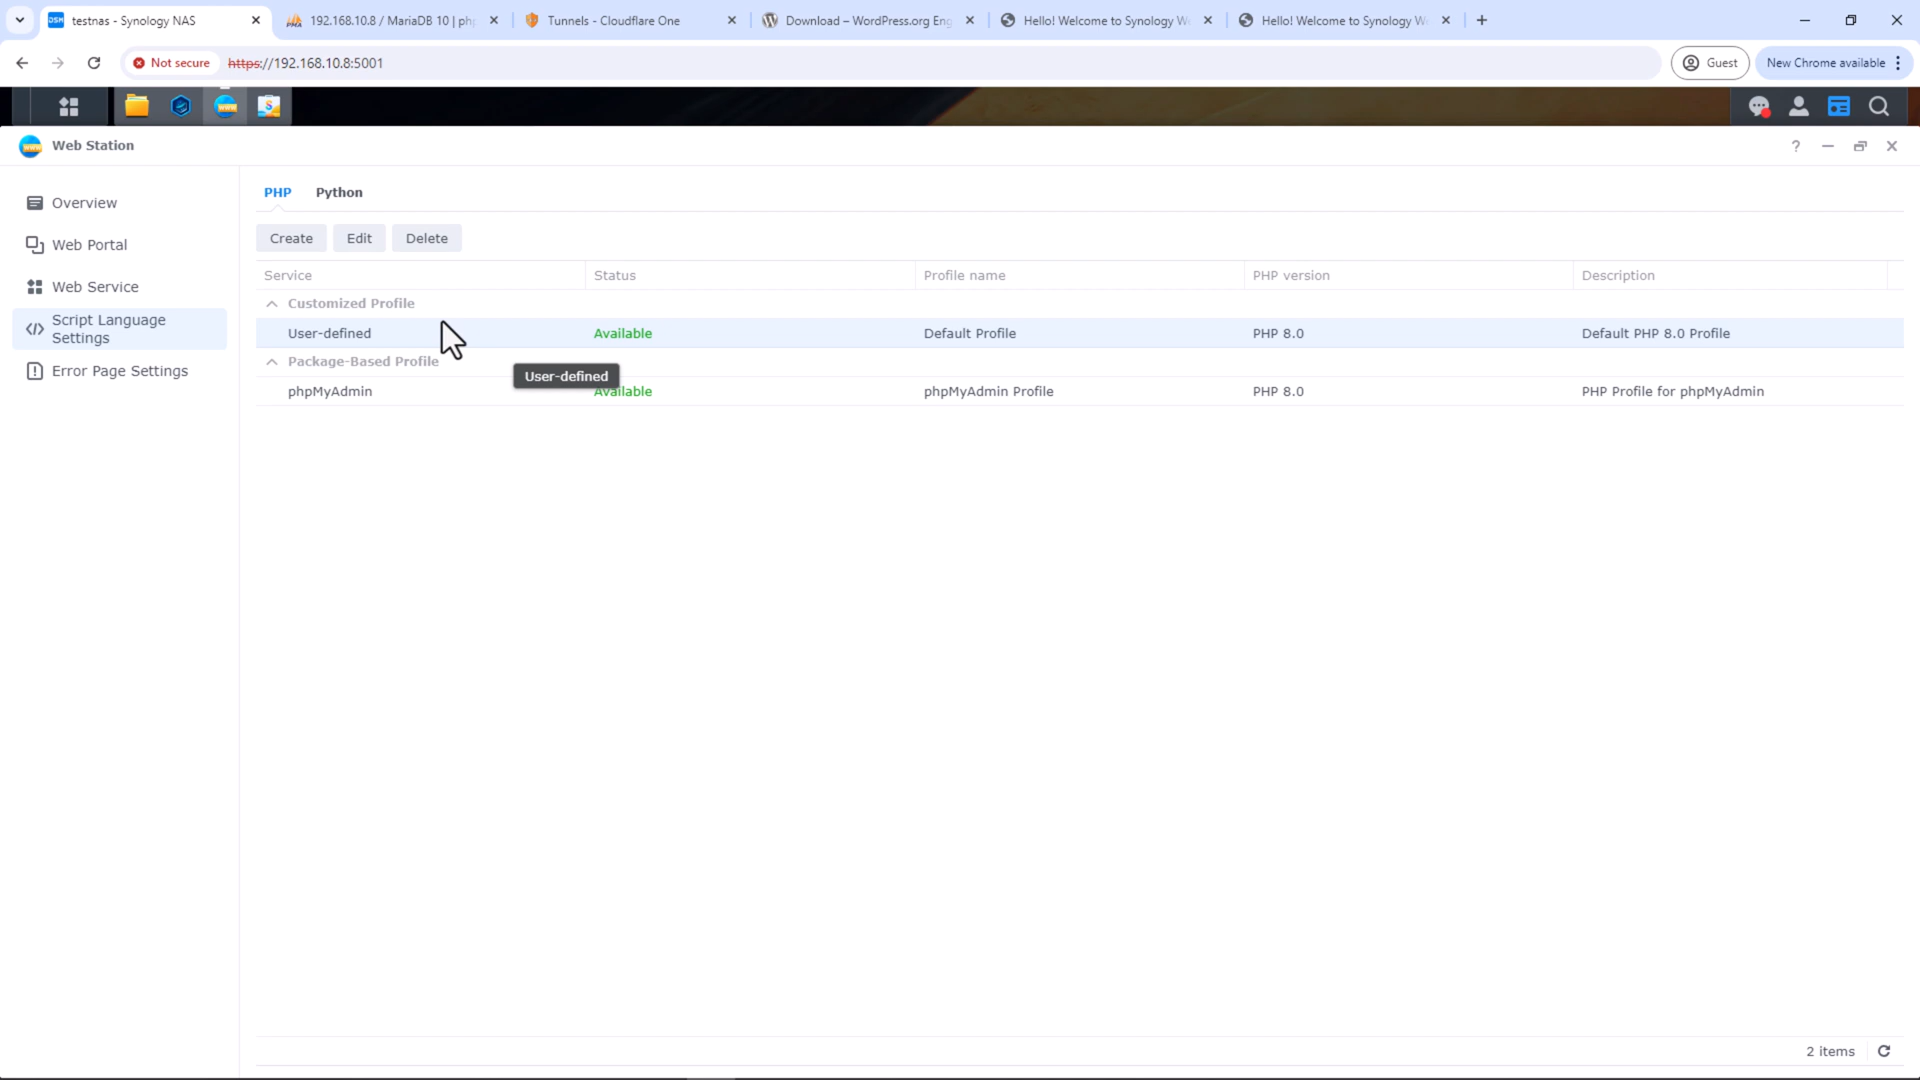 DSM testnas - Synology NAS
PMA 192.168.10.8 / MariaDB 10 | php
Tunnels - Cloudflare One
Download – WordPress.org Eng
Hello! Welcome to Synology W
Hello! Welcome to Synology W
Not secure https://192.168.10.8:5001
Guest
New Chrome available
Web Station
Overview
Web Portal
Web Service
Script Language
Settings
Error Page Settings
PHP Python
Create Edit Delete
Service Status Profile name PHP version Description
Customized Profile
User-defined Available Default Profile PHP 8.0 Default PHP 8.0 Profile
Package-Based Profile
User-defined
phpMyAdmin Available phpMyAdmin Profile PHP 8.0 PHP Profile for phpMyAdmin
2 items